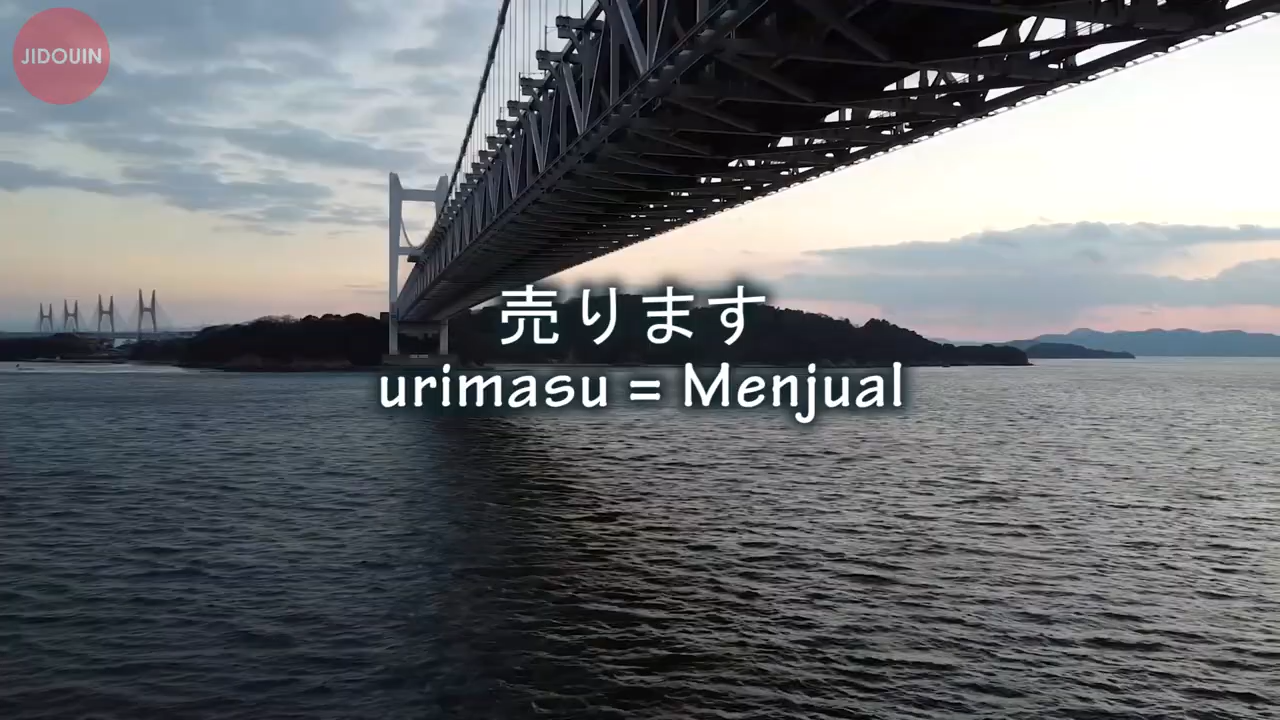 JIDOUIN
売ります
urimasu = Menjual